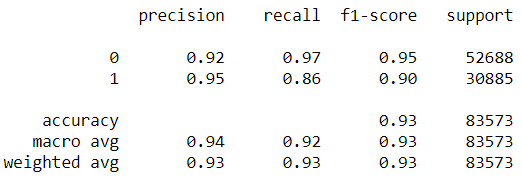 precision recall f1-score support
0 0.92 0.97 0.95 52688
1 0.95 0.86 0.90 30885
accuracy 0.93 83573
macro avg 0.94 0.92 0.93 83573
weighted avg 0.93 0.93 0.93 83573